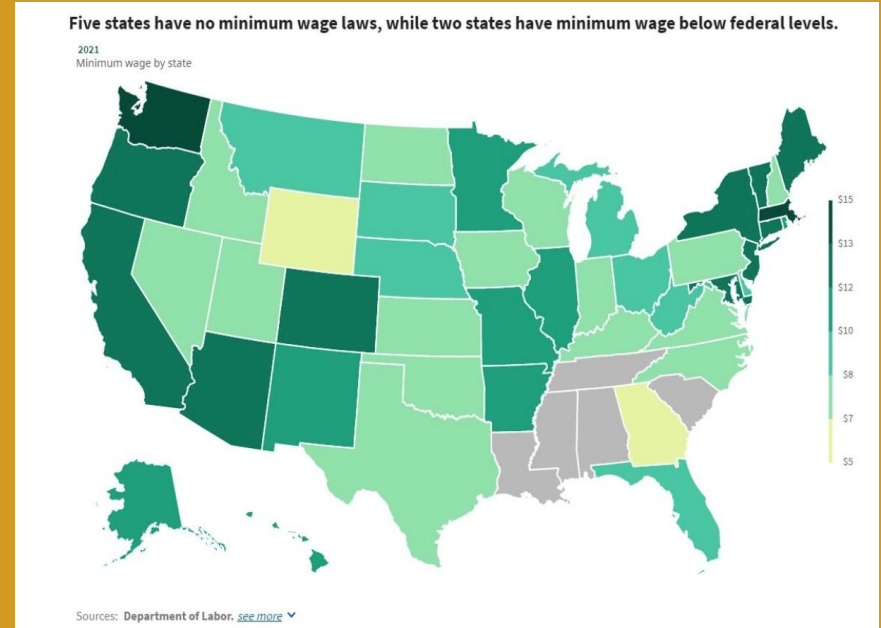 Five states have no minimum wage laws, while two states have minimum wage below federal levels.
2021
Minimum wage by state
$15
$13
$12
$10
$8
$7
$5
Sources: Department of Labor. see more